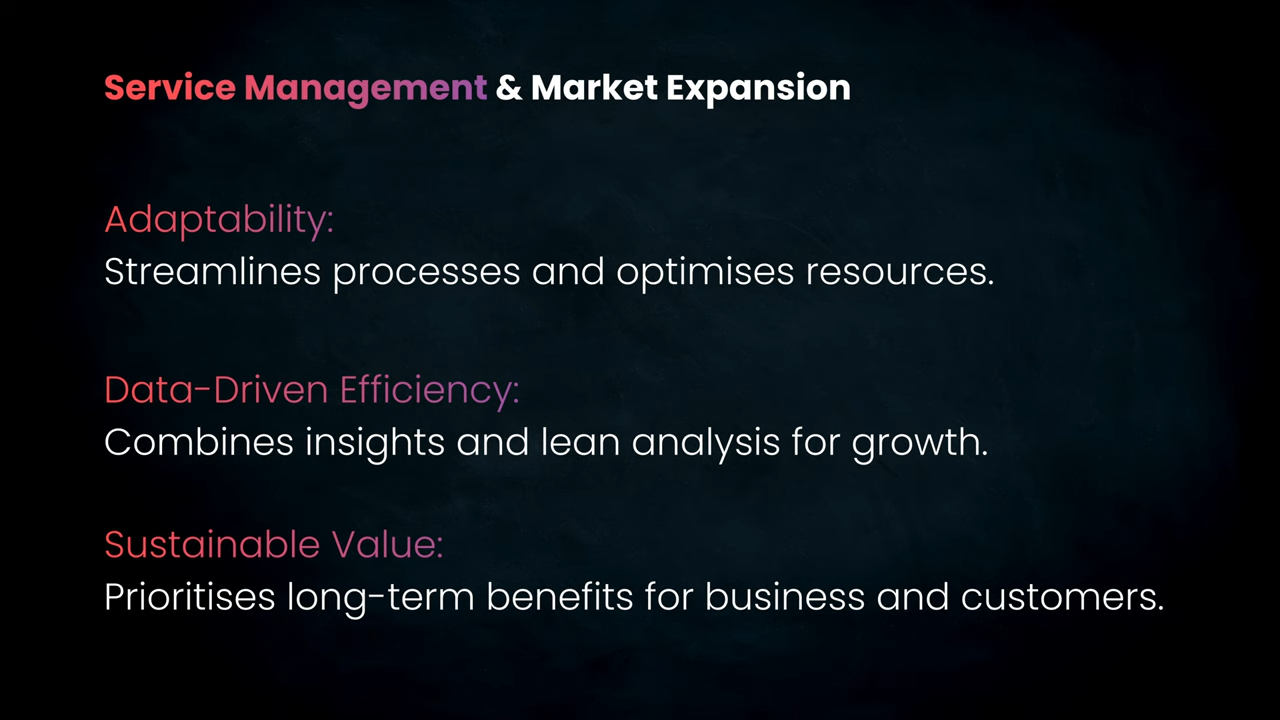 Service Management & Market Expansion
Adaptability:
Streamlines processes and optimises resources.
Data-Driven Efficiency:
Combines insights and lean analysis for growth.
Sustainable Value:
Prioritises long-term benefits for business and customers.